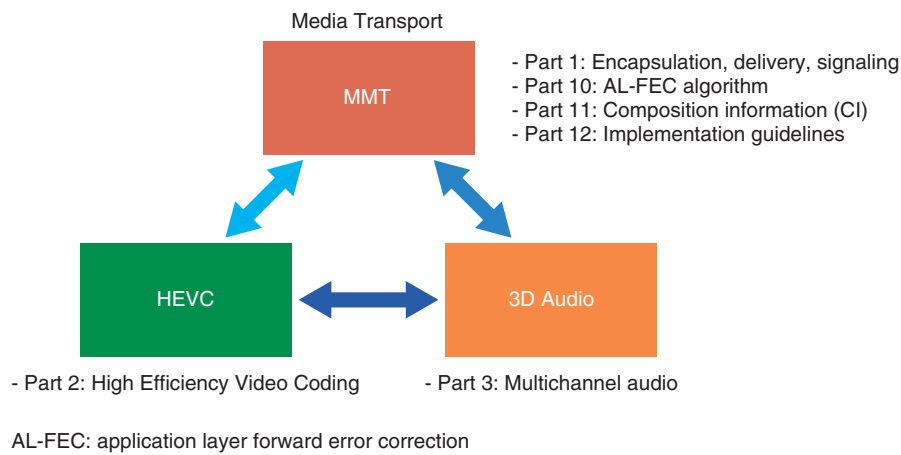 Media Transport
MMT
- Part 1: Encapsulation, delivery, signaling
- Part 10: AL-FEC algorithm
- Part 11: Composition information (CI)
- Part 12: Implementation guidelines
HEVC
3D Audio
- Part 2: High Efficiency Video Coding
- Part 3: Multichannel audio
AL-FEC: application layer forward error correction